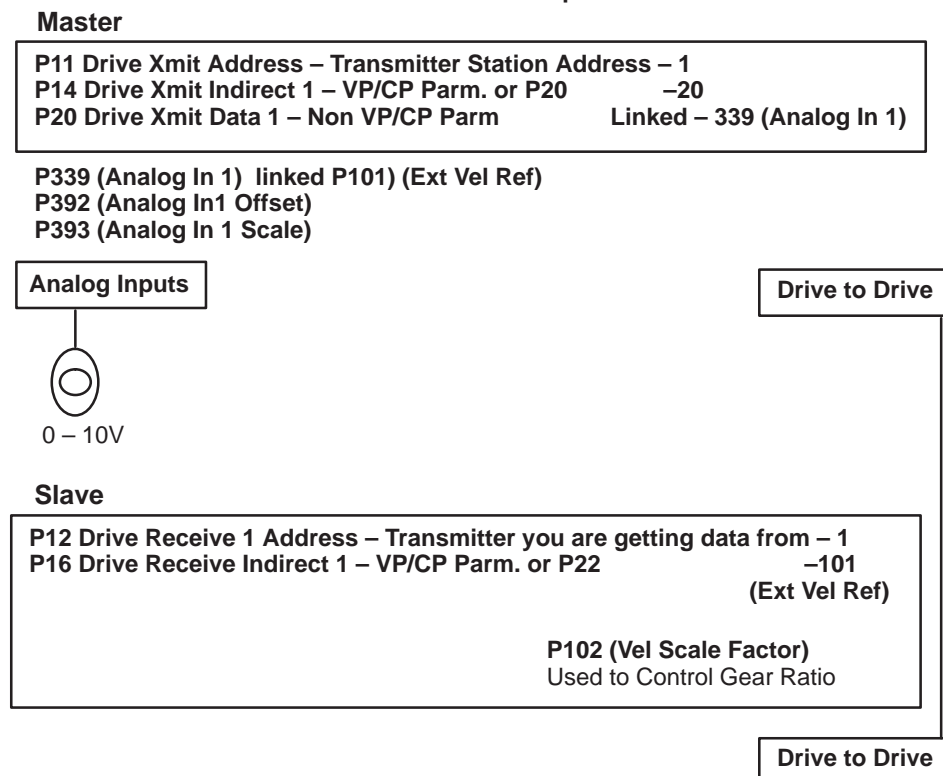 Master
P11 Drive Xmit Address – Transmitter Station Address – 1
P14 Drive Xmit Indirect 1 – VP/CP Parm. or P20 –20
P20 Drive Xmit Data 1 – Non VP/CP Parm Linked – 339 (Analog In 1)
P339 (Analog In 1) linked P101) (Ext Vel Ref)
P392 (Analog In1 Offset)
P393 (Analog In 1 Scale)
Analog Inputs
Drive to Drive
0 – 10V
Slave
P12 Drive Receive 1 Address – Transmitter you are getting data from – 1
P16 Drive Receive Indirect 1 – VP/CP Parm. or P22 –101
(Ext Vel Ref)
P102 (Vel Scale Factor)
Used to Control Gear Ratio
Drive to Drive